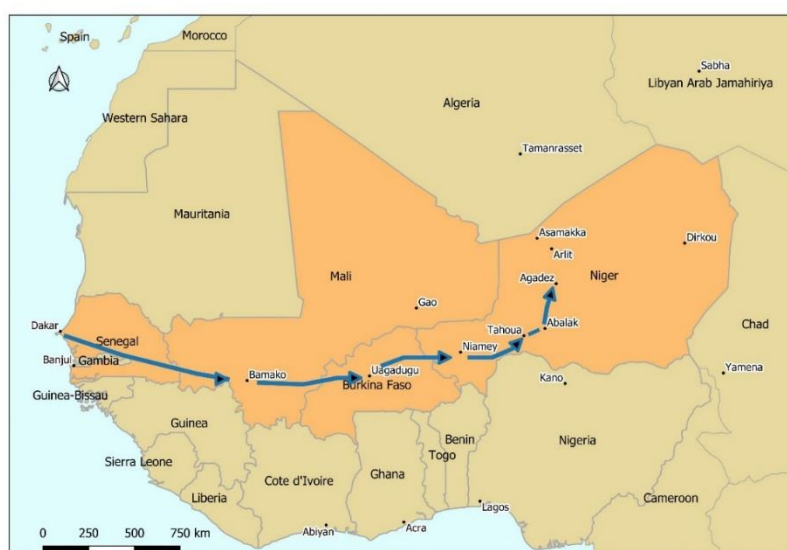 Spain
Morocco
Sabha
Libyan Arab Jamahiriya
Algeria
Western Sahara
Tamanrasset
Mauritania
Asamakka
Arlit
Dirkou
Mali
Agadez
Niger
Gao
Dakar
Senegal
Tahoua
Abalak
Chad
Banjul
Gambia
Niamey
Bamako
Uagadugu
Yamena
Burkina Faso
Kano
Guinea-Bissau
Guinea
Benin
Nigeria
Togo
Sierra Leone
Ghana
Cote d'Ivoire
Liberia
Cameroon
Lagos
Abiyan
Acra
0 250 500 750 km